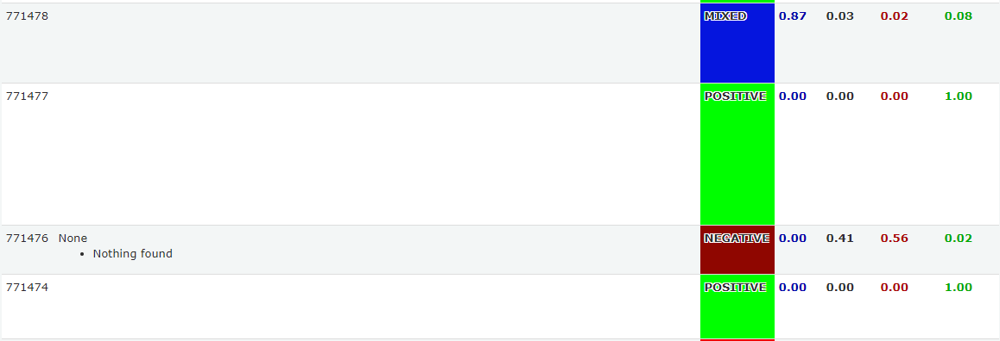 771478 MIXED 0.87 0.03 0.02 0.08
771477 POSITIVE 0.00 0.00 0.00 1.00
771476 None NEGATIVE 0.00 0.41 0.56 0.02
• Nothing found
771474 POSITIVE 0.00 0.00 0.00 1.00